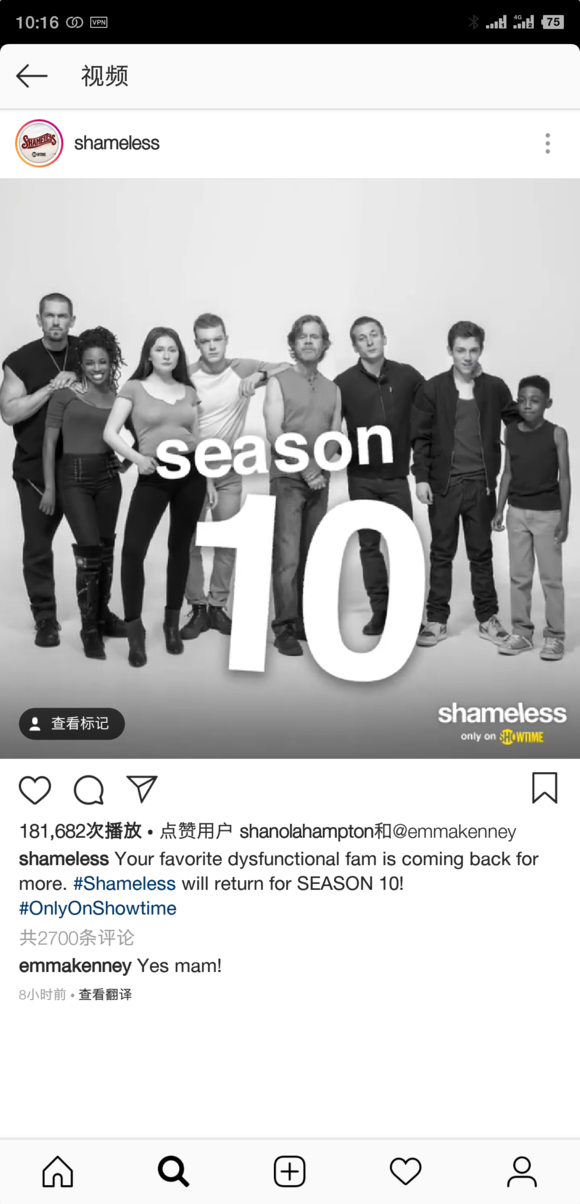 10:16 VPN 4G 75
视频
SHAMELESS
SHOWTIME
shameless
season
10
查看标记
shameless
only on SHOWTIME
181,682次播放 • 点赞用户 shanolahampton和@emmakenney
shameless Your favorite dysfunctional fam is coming back for
more. #Shameless will return for SEASON 10!
#OnlyOnShowtime
共2700条评论
emmakenney Yes mam!
8小时前 • 查看翻译